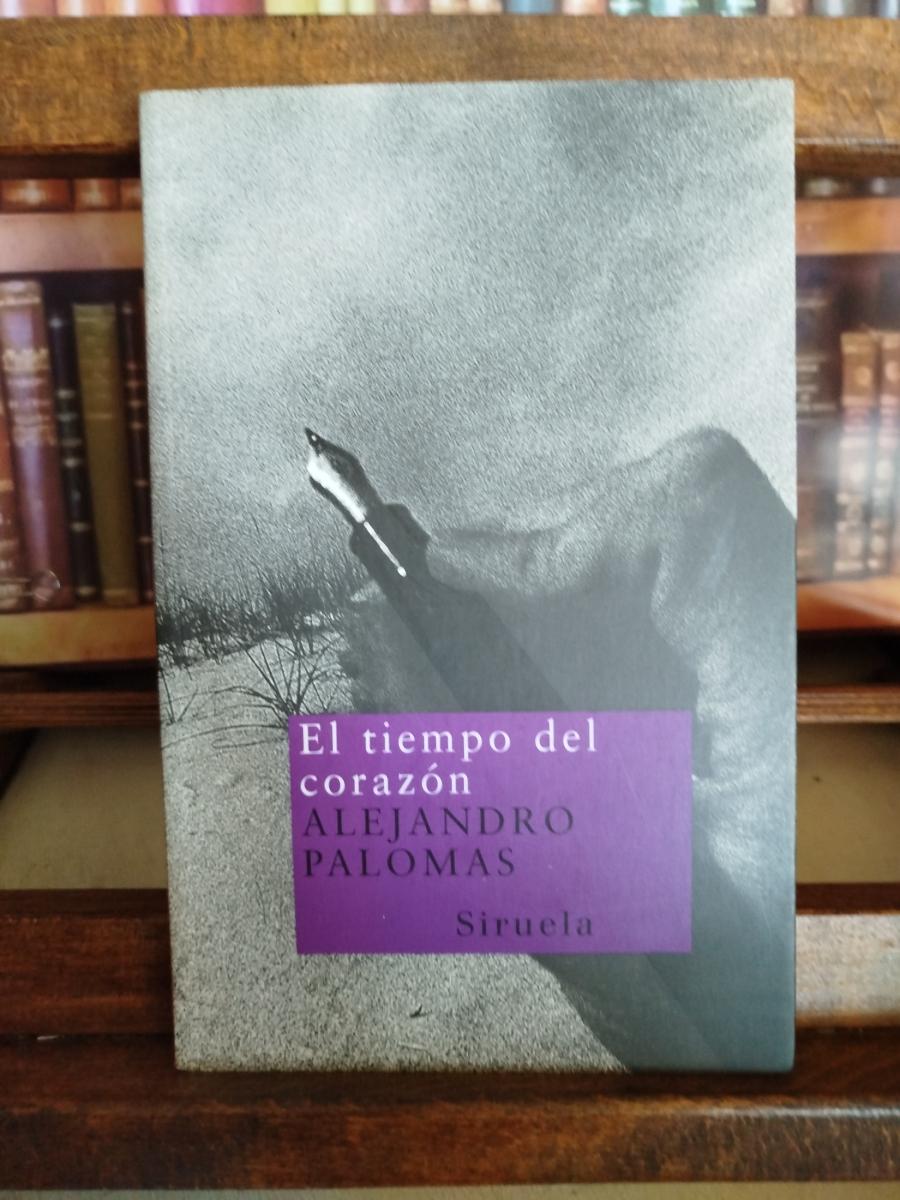 El tiempo del
corazón
ALEJANDRO
PALOMAS
Siruela